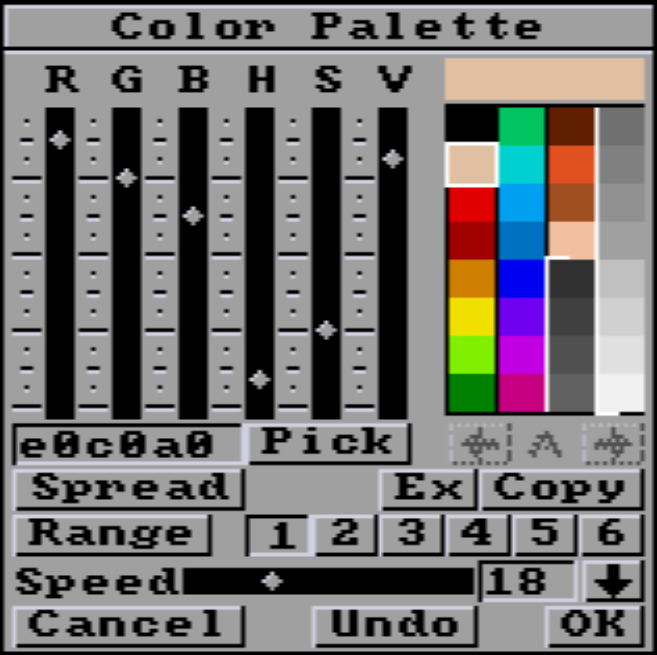 Color Palette
R G B H S V
e0c0a0 Pick
Spread Ex Copy
Range 1 2 3 4 5 6
Speed 18
Cancel Undo OK